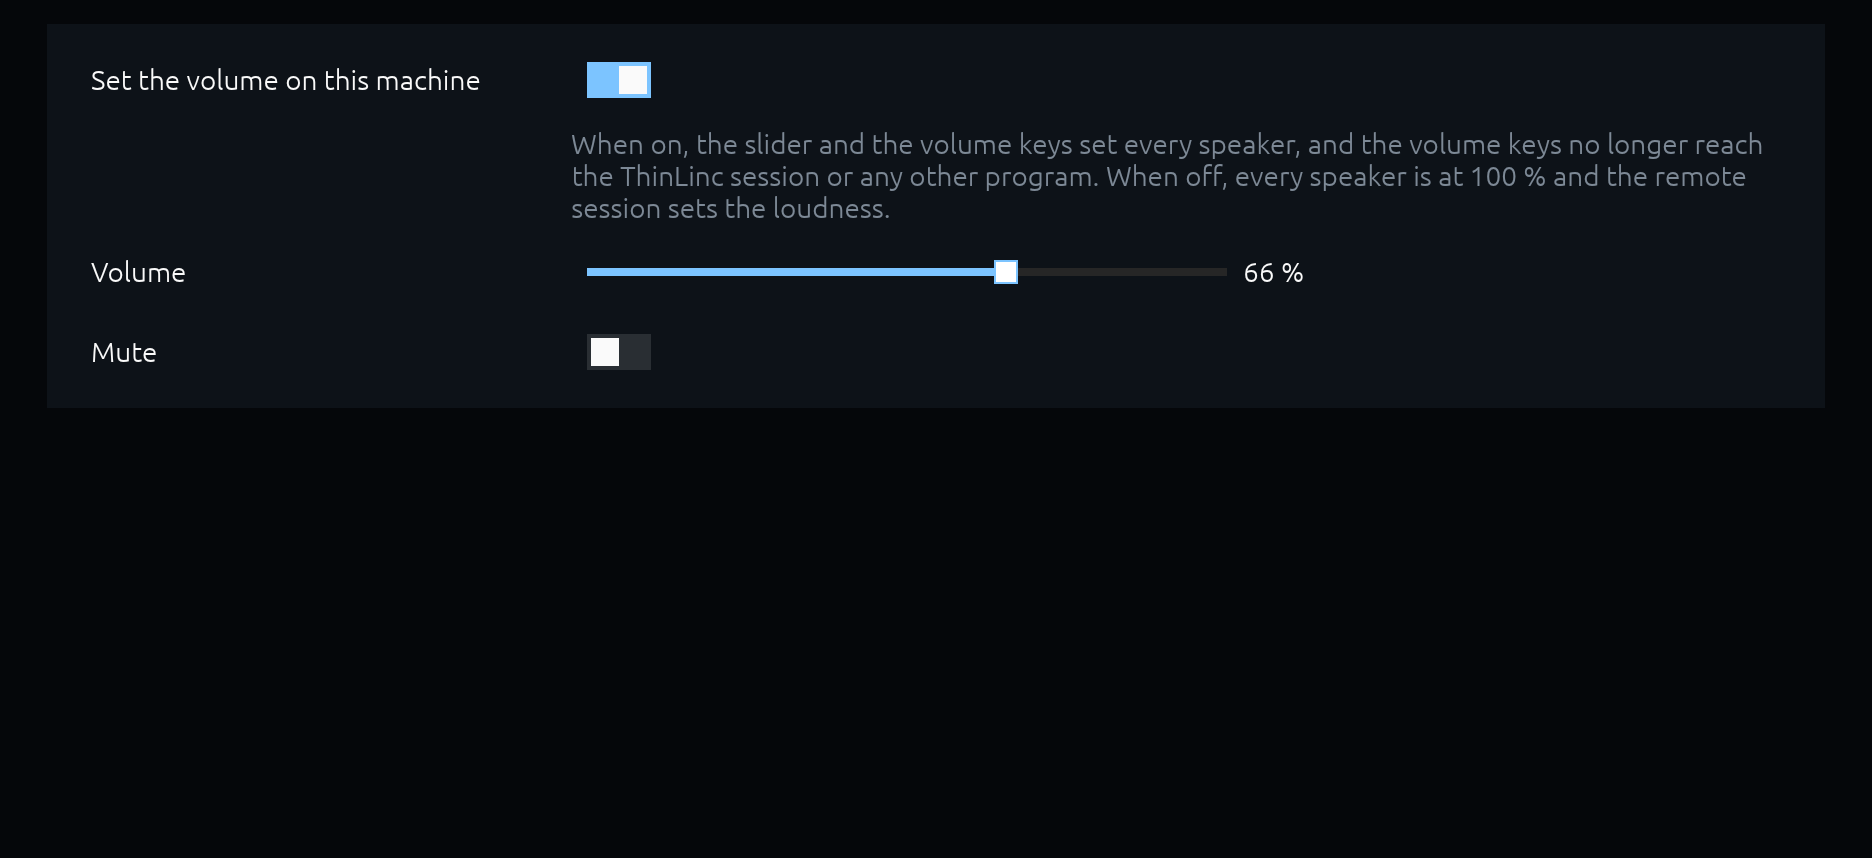 Set the volume on this machine
When on, the slider and the volume keys set every speaker, and the volume keys no longer reach
the ThinLinc session or any other program. When off, every speaker is at 100 % and the remote
session sets the loudness.
Volume 66 %
Mute